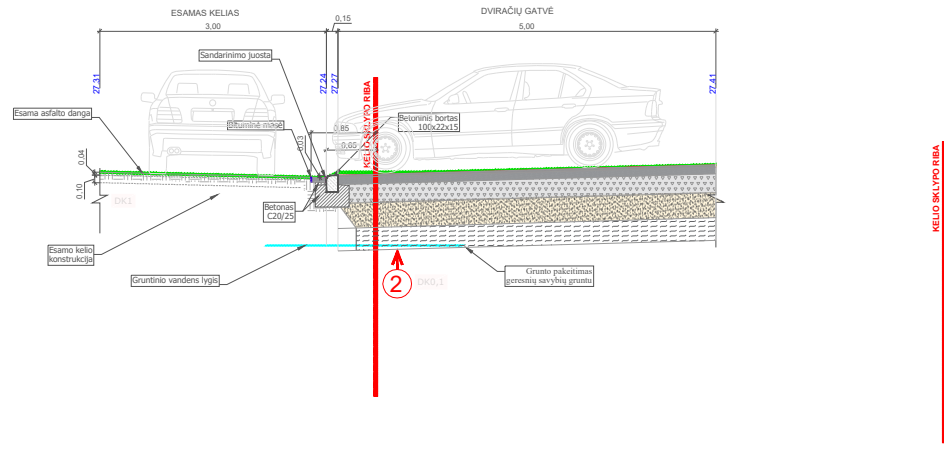 ESAMAS KELIAS
0,15
DVIRAČIŲ GATVĖ
3,00
5,00
Sandarinimo juosta
27,31
27,24
27,27
27,41
KELIO SKLYPO RIBA
Esama asfalto danga
Bituminė masė
0,85
0,65
0,03
Betoninis bortas
100x22x15
0,04
0,10
DK1
Betonas
C20/25
Esamo kelio
konstrukcija
Gruntinio vandens lygis
2
DK0,1
Grunto pakeitimas
geresnių savybių gruntu
KELIO SKLYPO RIBA